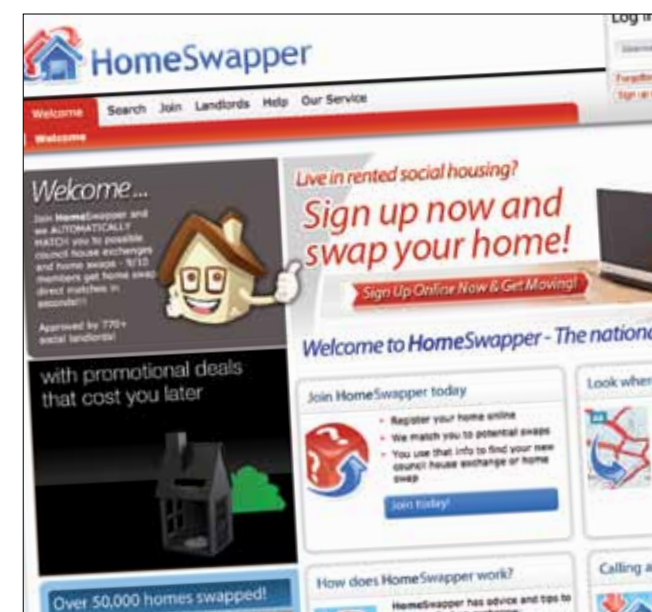 HomeSwapper
Log in
Welcome Search Join Landlords Help Our Service
Welcome
Welcome...
Join HomeSwapper and
we AUTOMATICALLY
MATCH you to possible
council house exchanges
and home swaps - 9/10
members get home swap
direct matches in
seconds!!!
Approved by 770+
social landlords!
Live in rented social housing?
Sign up now and
swap your home!
Sign Up Online Now & Get Moving!
with promotional deals
that cost you later
Welcome to HomeSwapper - The nationa
Join HomeSwapper today
Register your home online
We match you to potential swaps
You use that info to find your new
council house exchange or home
swap
Join today!
Look wher
Over 50,000 homes swapped!
How does HomeSwapper work?
HomeSwapper has advice and tips to
Calling a